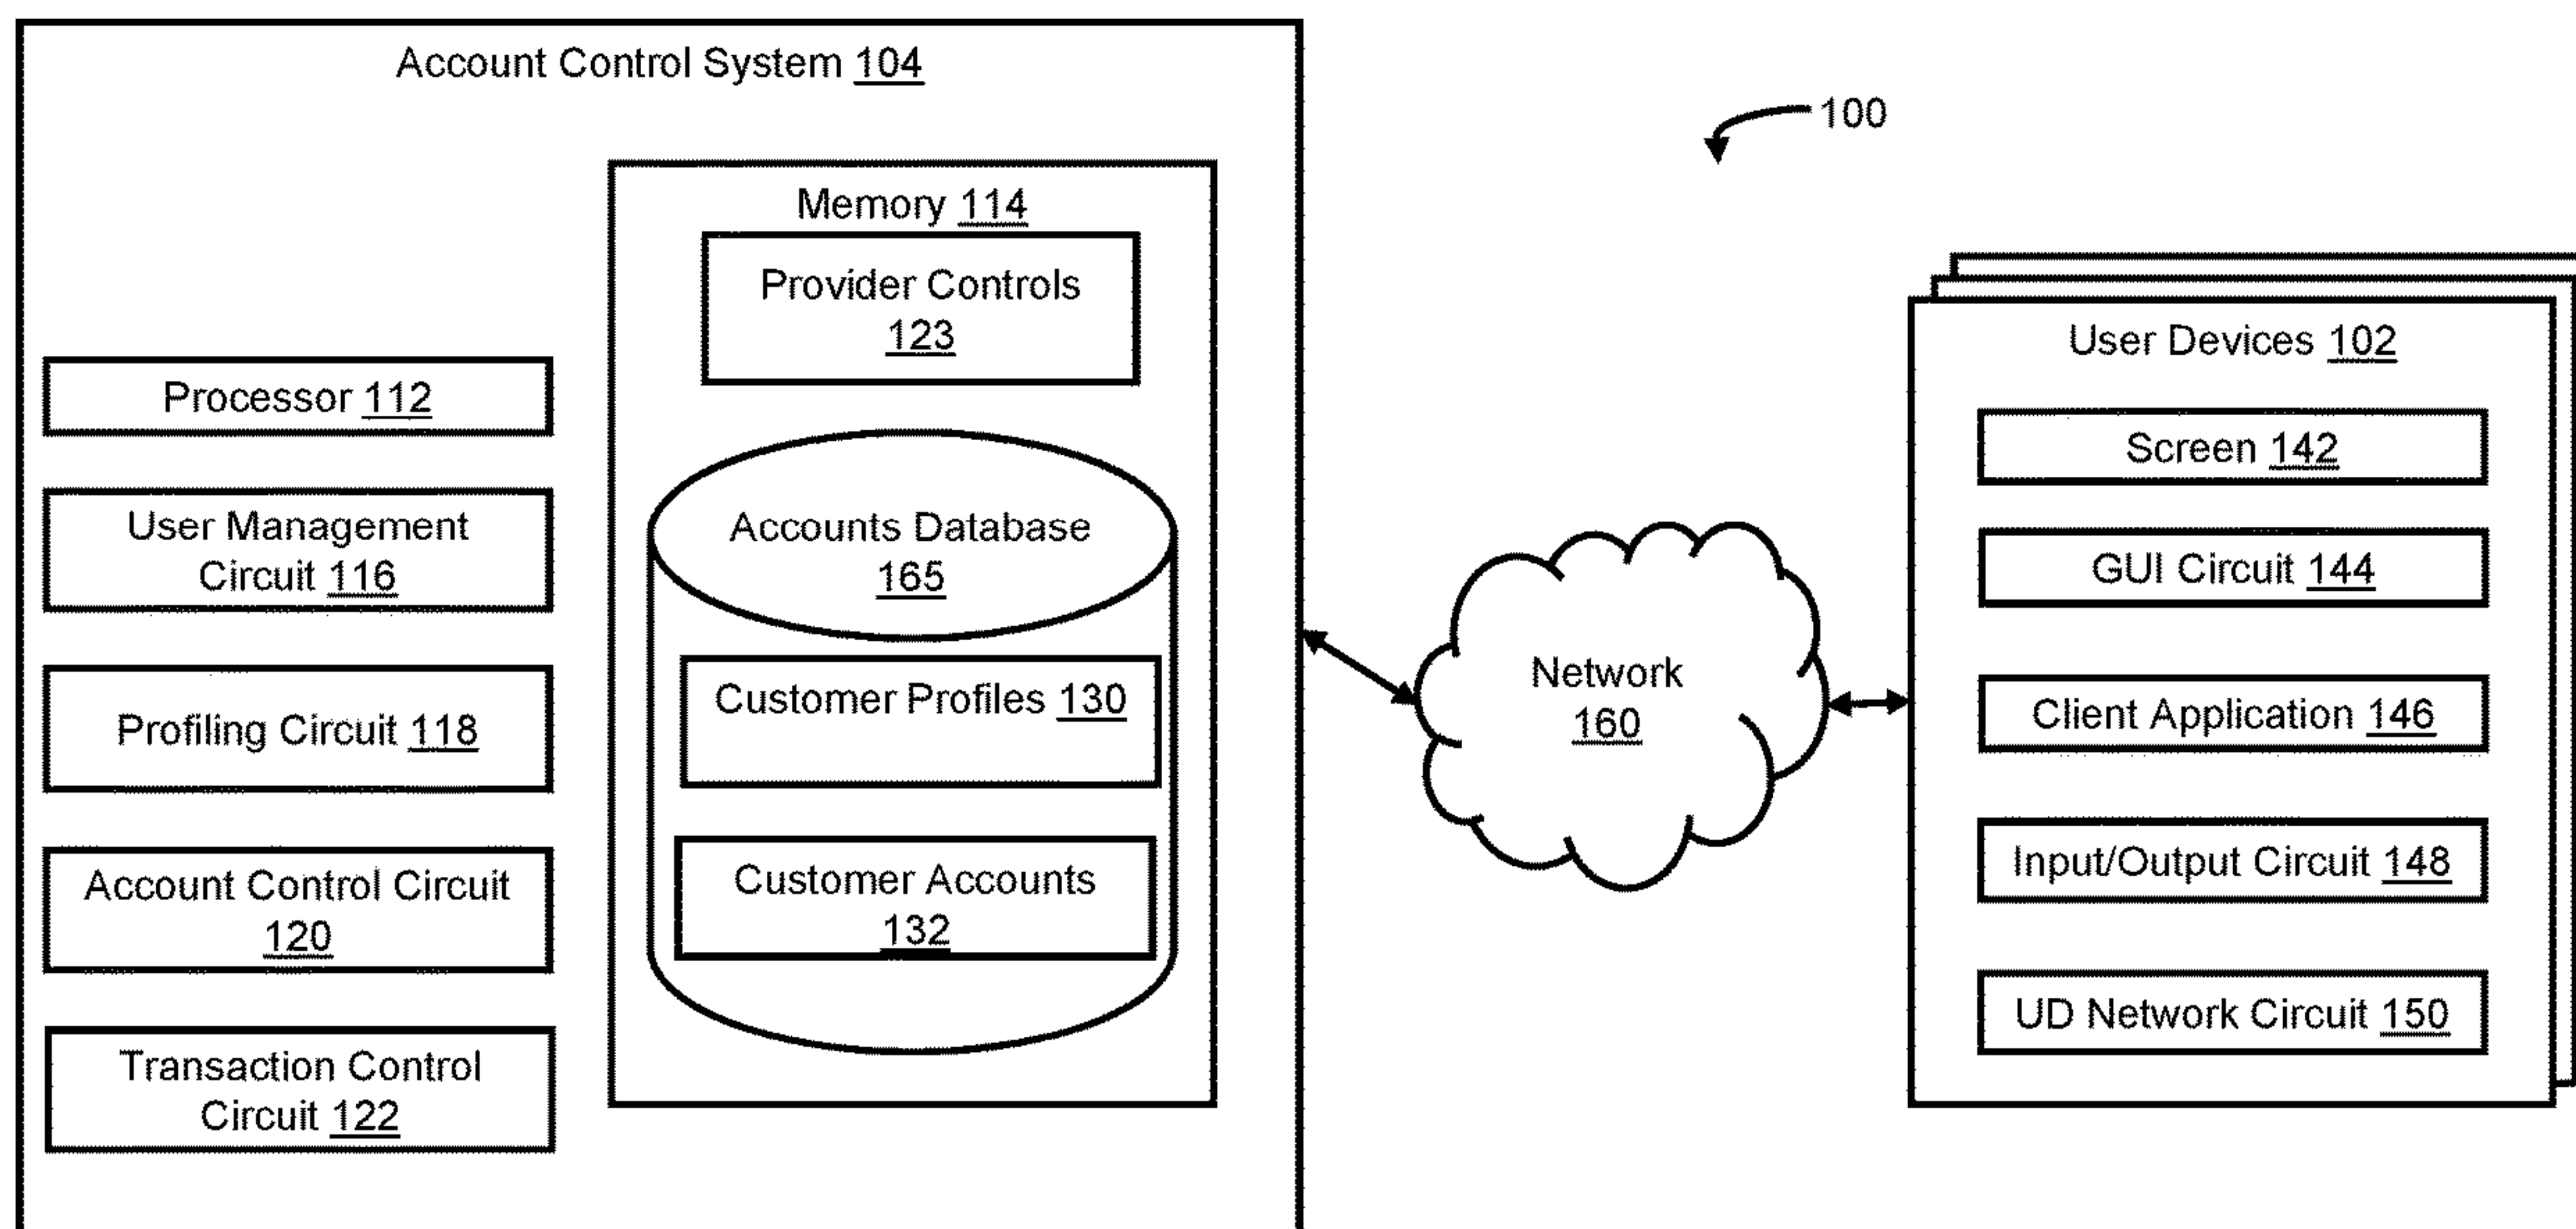 Account Control System 104
100
Memory 114
Provider Controls
123
Processor 112
User Management
Circuit 116
Profiling Circuit 118
Account Control Circuit
120
Transaction Control
Circuit 122
Accounts Database
165
Customer Profiles 130
Customer Accounts
132
Network
160
User Devices 102
Screen 142
GUI Circuit 144
Client Application 146
Input/Output Circuit 148
UD Network Circuit 150